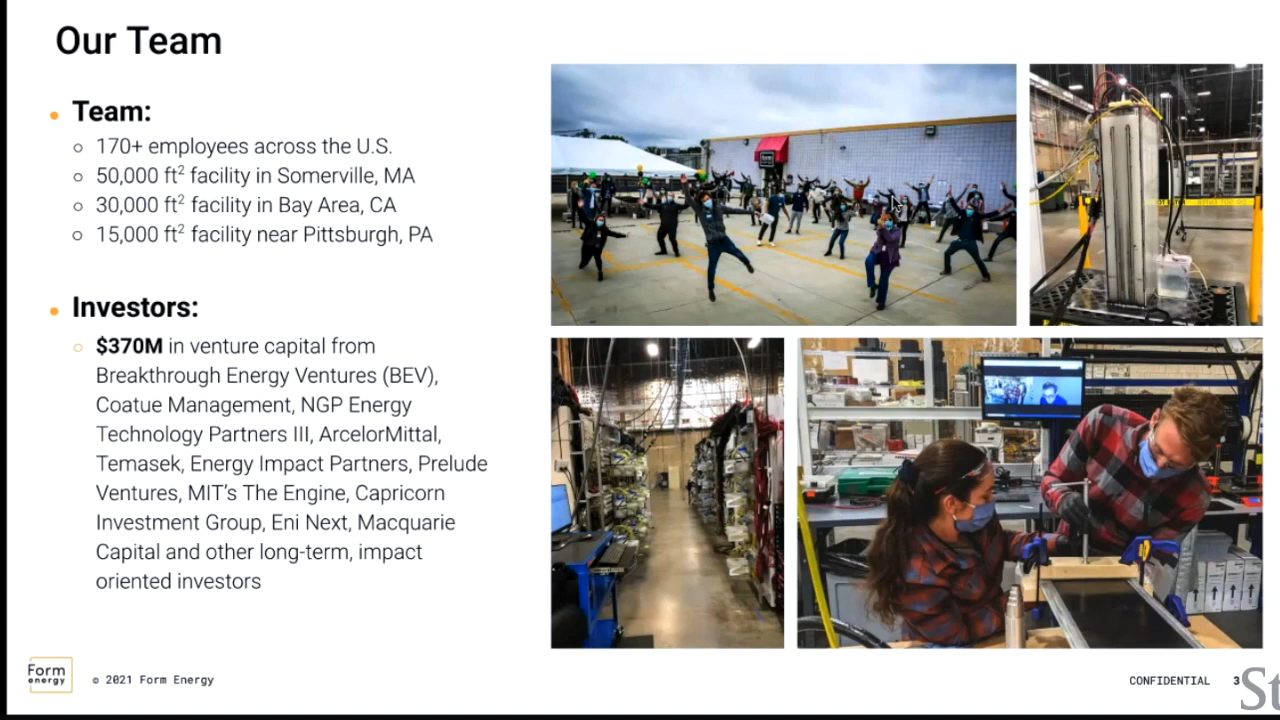 Our Team
Team:
170+ employees across the U.S.
50,000 ft² facility in Somerville, MA
30,000 ft² facility in Bay Area, CA
15,000 ft² facility near Pittsburgh, PA
Investors:
$370M in venture capital from
Breakthrough Energy Ventures (BEV),
Coatue Management, NGP Energy
Technology Partners III, ArcelorMittal,
Temasek, Energy Impact Partners, Prelude
Ventures, MIT’s The Engine, Capricorn
Investment Group, Eni Next, Macquarie
Capital and other long-term, impact
oriented investors
Form
energy
© 2021 Form Energy
CONFIDENTIAL 3
St